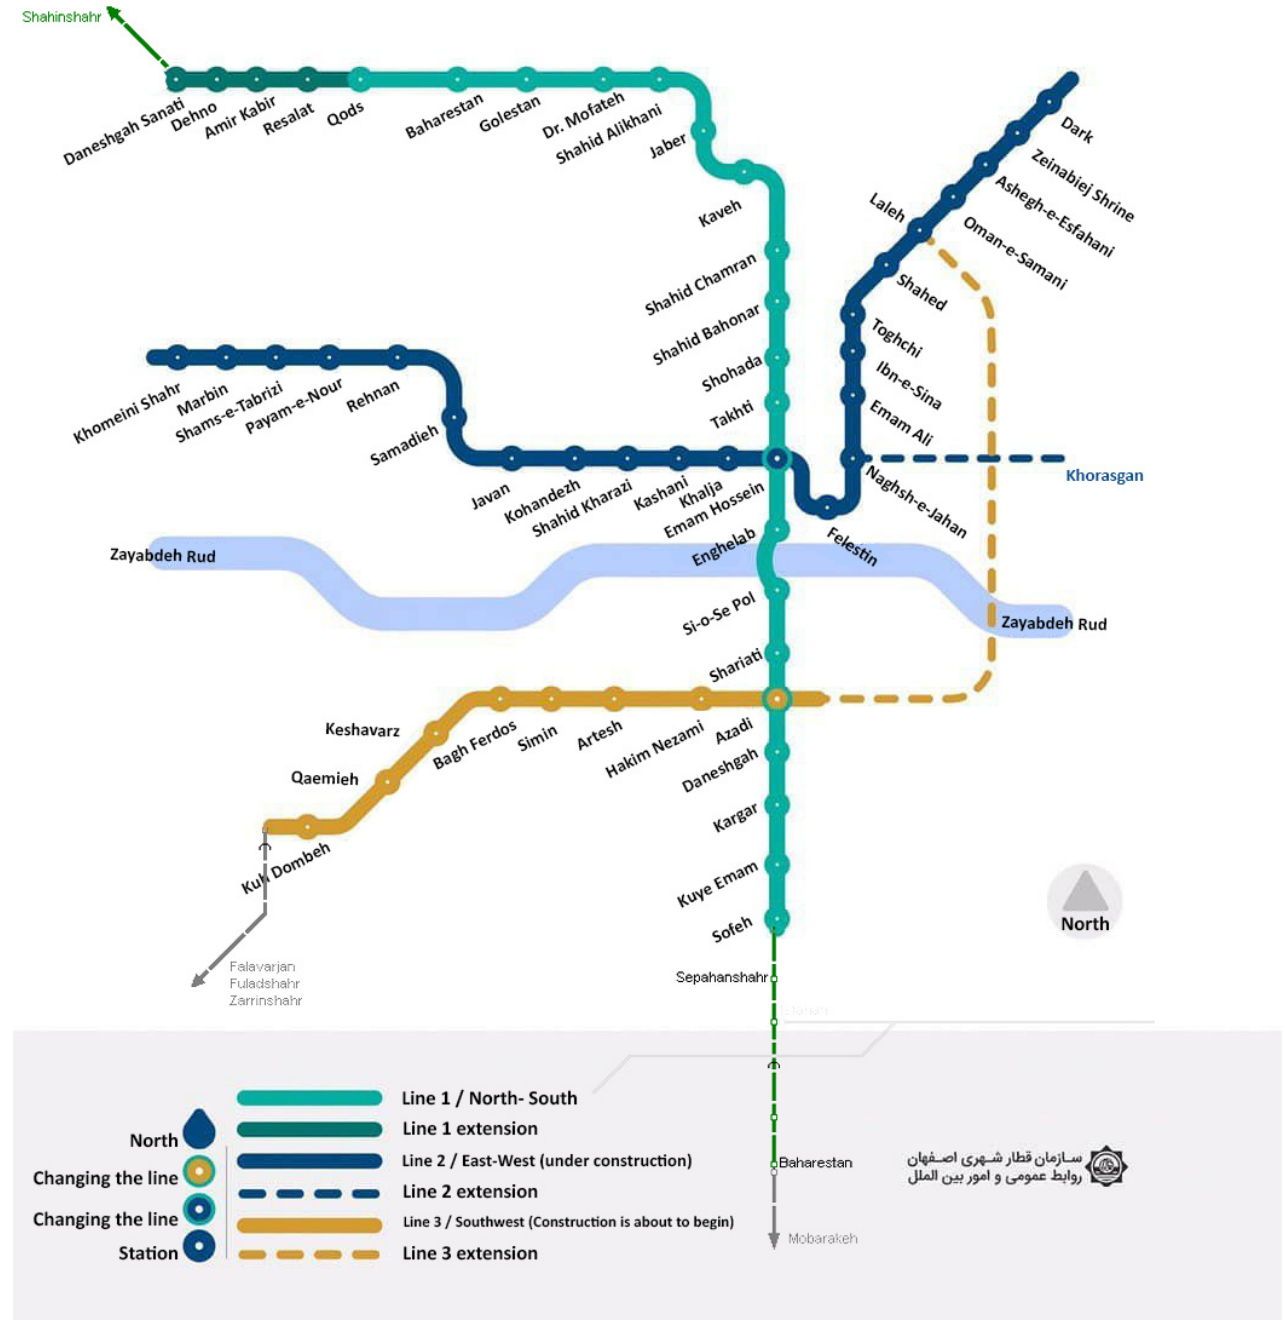 Shahinshahr
Daneshgah Sanati
Dehno
Amir Kabir
Resalat
Qods
Baharestan
Golestan
Dr. Mofateh
Shahid Alikhani
Jaber
Kaveh
Shahid Chamran
Shahid Bahonar
Shohada
Takhti
Dark
Zeinabiej Shrine
Ashegh-e-Esfahani
Oman-e-Samani
Laleh
Shahed
Toghchi
Ibn-e-Sina
Emam Ali
Naghsh-e-Jahan
Khorasgan
Felestin
Khomeini Shahr
Marbin
Shams-e-Tabrizi
Payam-e-Nour
Rehnan
Samadieh
Javan
Kohandezh
Shahid Kharazi
Kashani
Khalja
Emam Hossein
Enghelab
Zayabdeh Rud
Si-o-Se Pol
Zayabdeh Rud
Shariati
Keshavarz
Bagh Ferdos
Simin
Artesh
Hakim Nezami
Azadi
Qaemieh
Daneshgah
Kuh Dombeh
Kargar
Kuye Emam
Sofeh
North
Falavarjan
Fuladshahr
Zarrinshahr
Sepahanshahr
Baharestan
Mobarakeh
Line 1 / North- South
Line 1 extension
Line 2 / East-West (under construction)
Line 2 extension
Line 3 / Southwest (Construction is about to begin)
Line 3 extension
North
Changing the line
Changing the line
Station
سازمان قطار شهری اصفهان
روابط عمومی و امور بین الملل